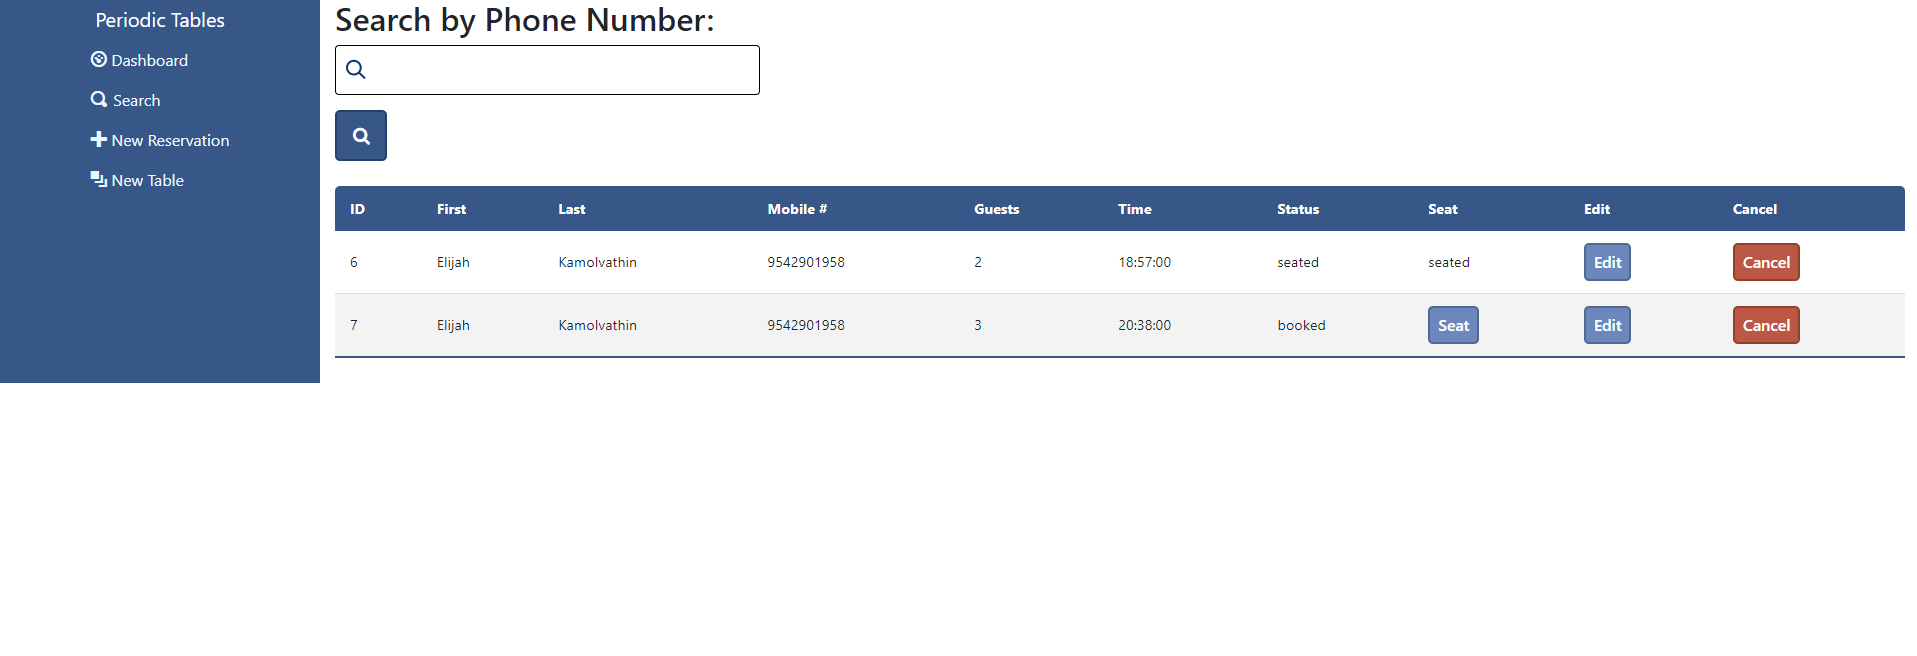 Periodic Tables
Dashboard
Search
New Reservation
New Table
Search by Phone Number:
ID First Last Mobile # Guests Time Status Seat Edit Cancel
6 Elijah Kamolvathin 9542901958 2 18:57:00 seated seated Edit Cancel
7 Elijah Kamolvathin 9542901958 3 20:38:00 booked Seat Edit Cancel